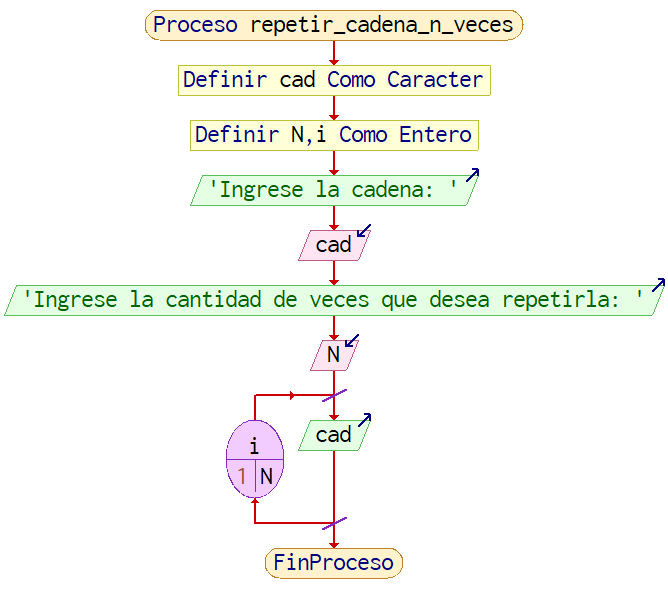 Proceso repetir_cadena_n_veces
Definir cad Como Caracter
Definir N,i Como Entero
'Ingrese la cadena: '
cad
'Ingrese la cantidad de veces que desea repetirla: '
N
cad
i
1 N
FinProceso